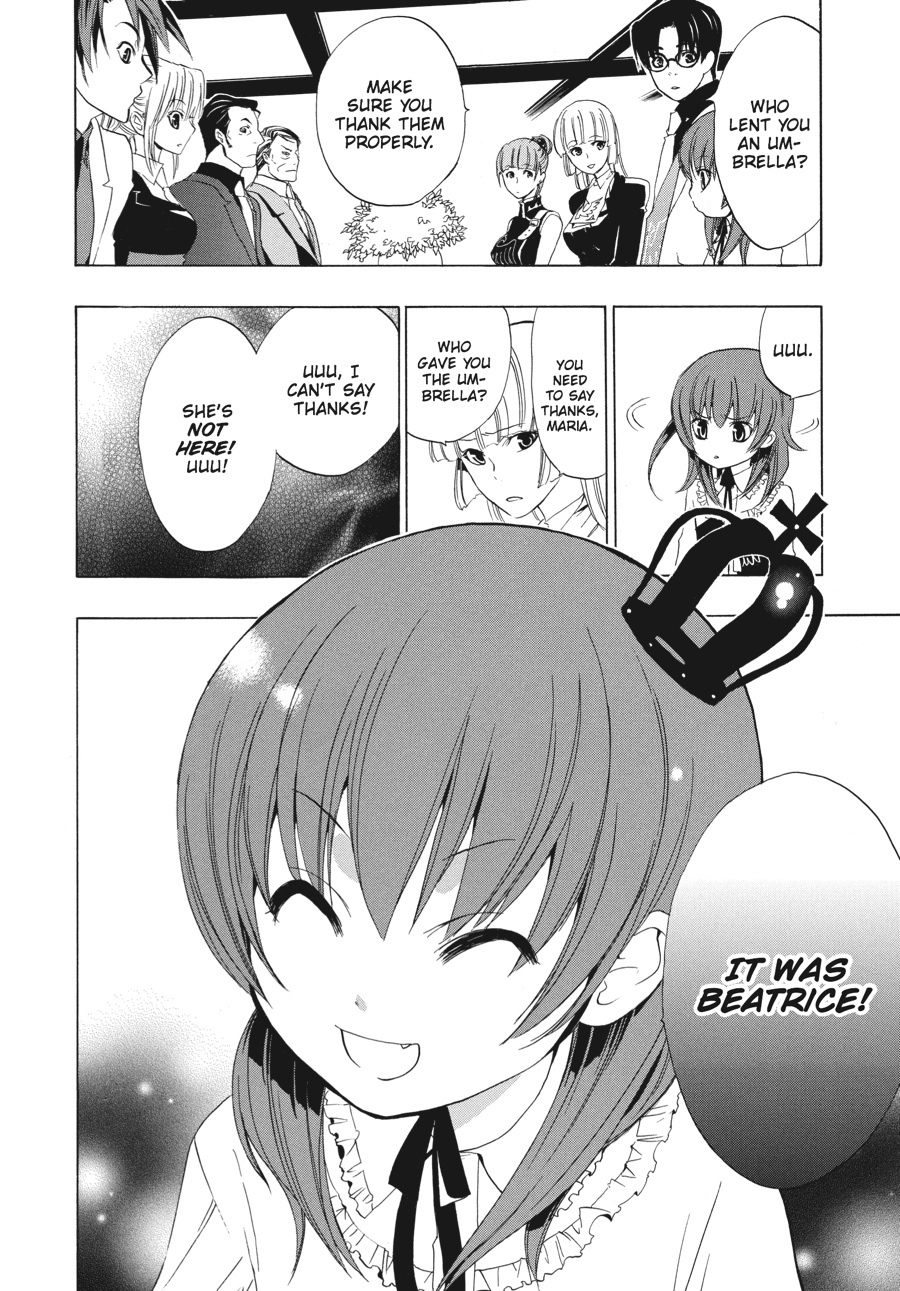 WHO
LENT YOU
AN UM-
BRELLA?
MAKE
SURE YOU
THANK THEM
PROPERLY.
UUU.
YOU
NEED
TO SAY
THANKS,
MARIA.
WHO
GAVE YOU
THE UM-
BRELLA?
UUU, I
CAN'T SAY
THANKS!
SHE'S
NOT
HERE!
UUU!
IT WAS
BEATRICE!